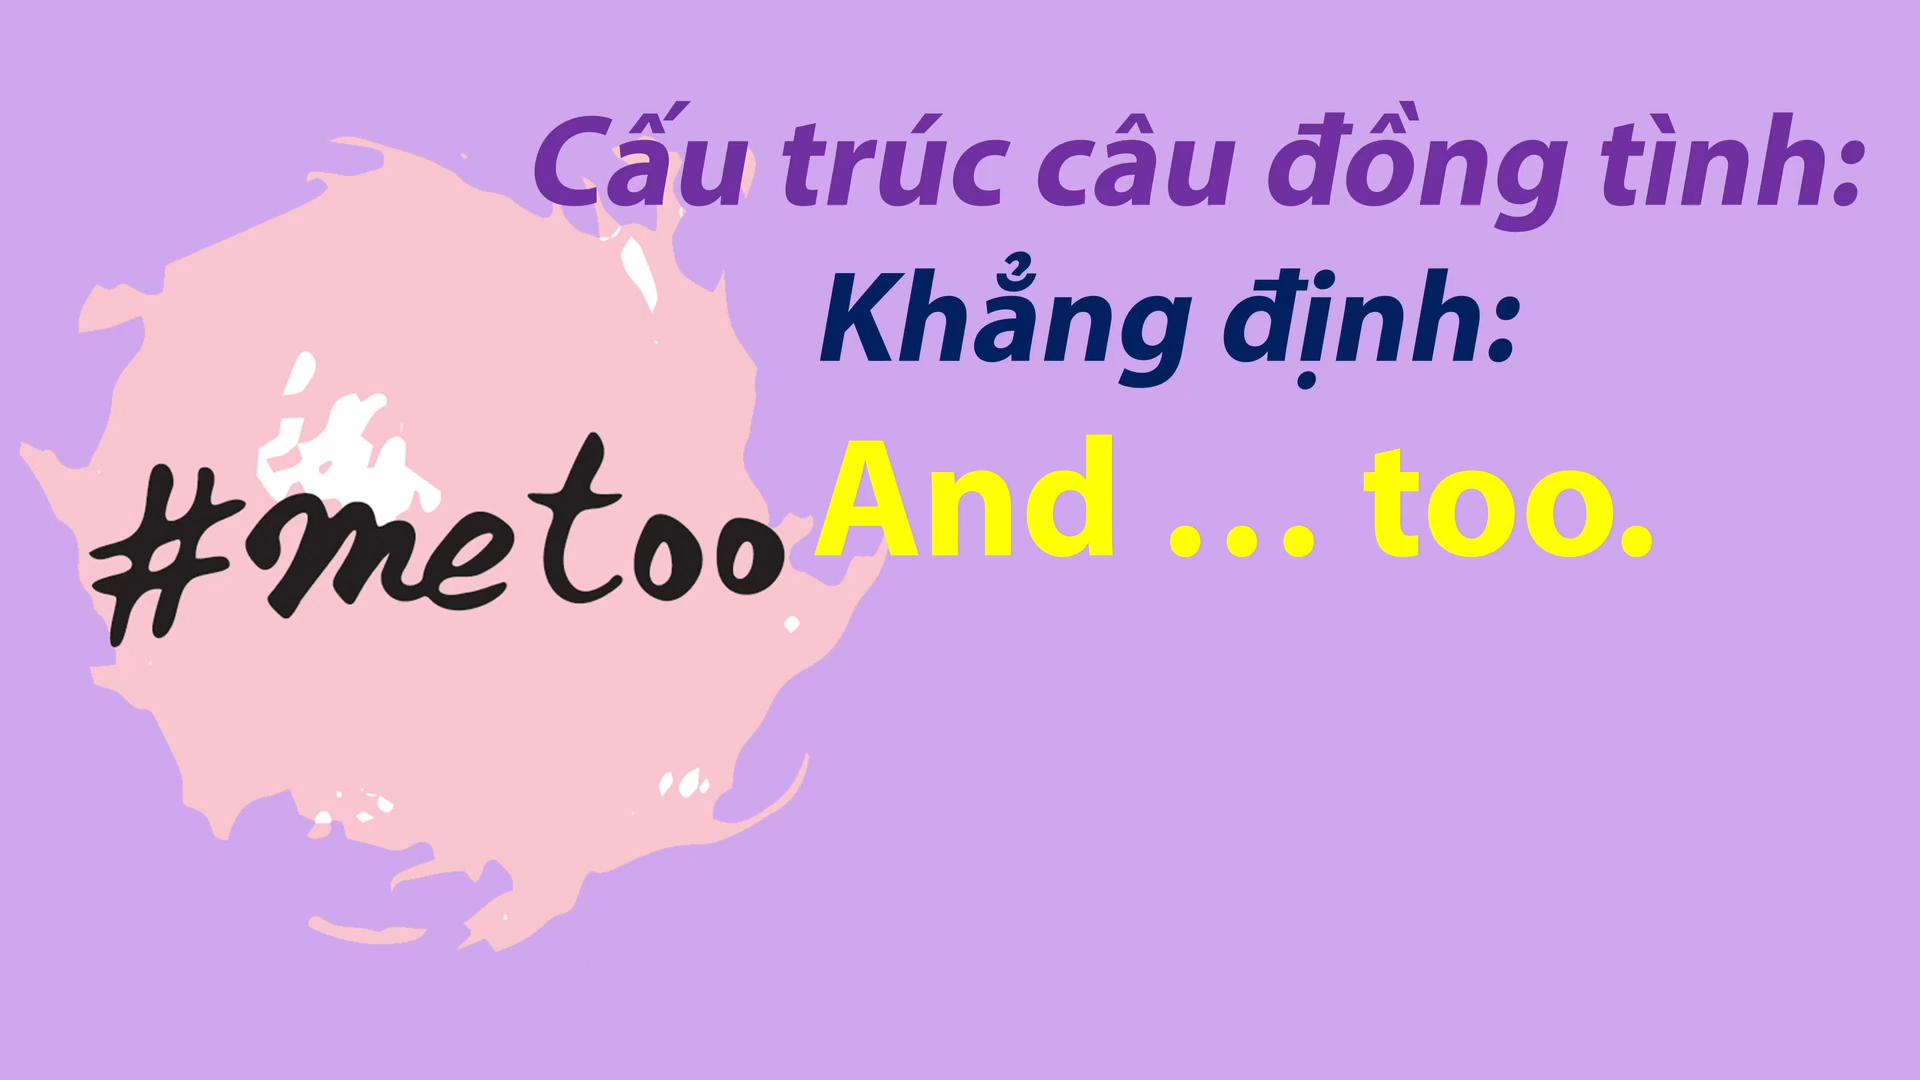 Cấu trúc câu đồng tình:
Khẳng định:
And ... too.
#metoo